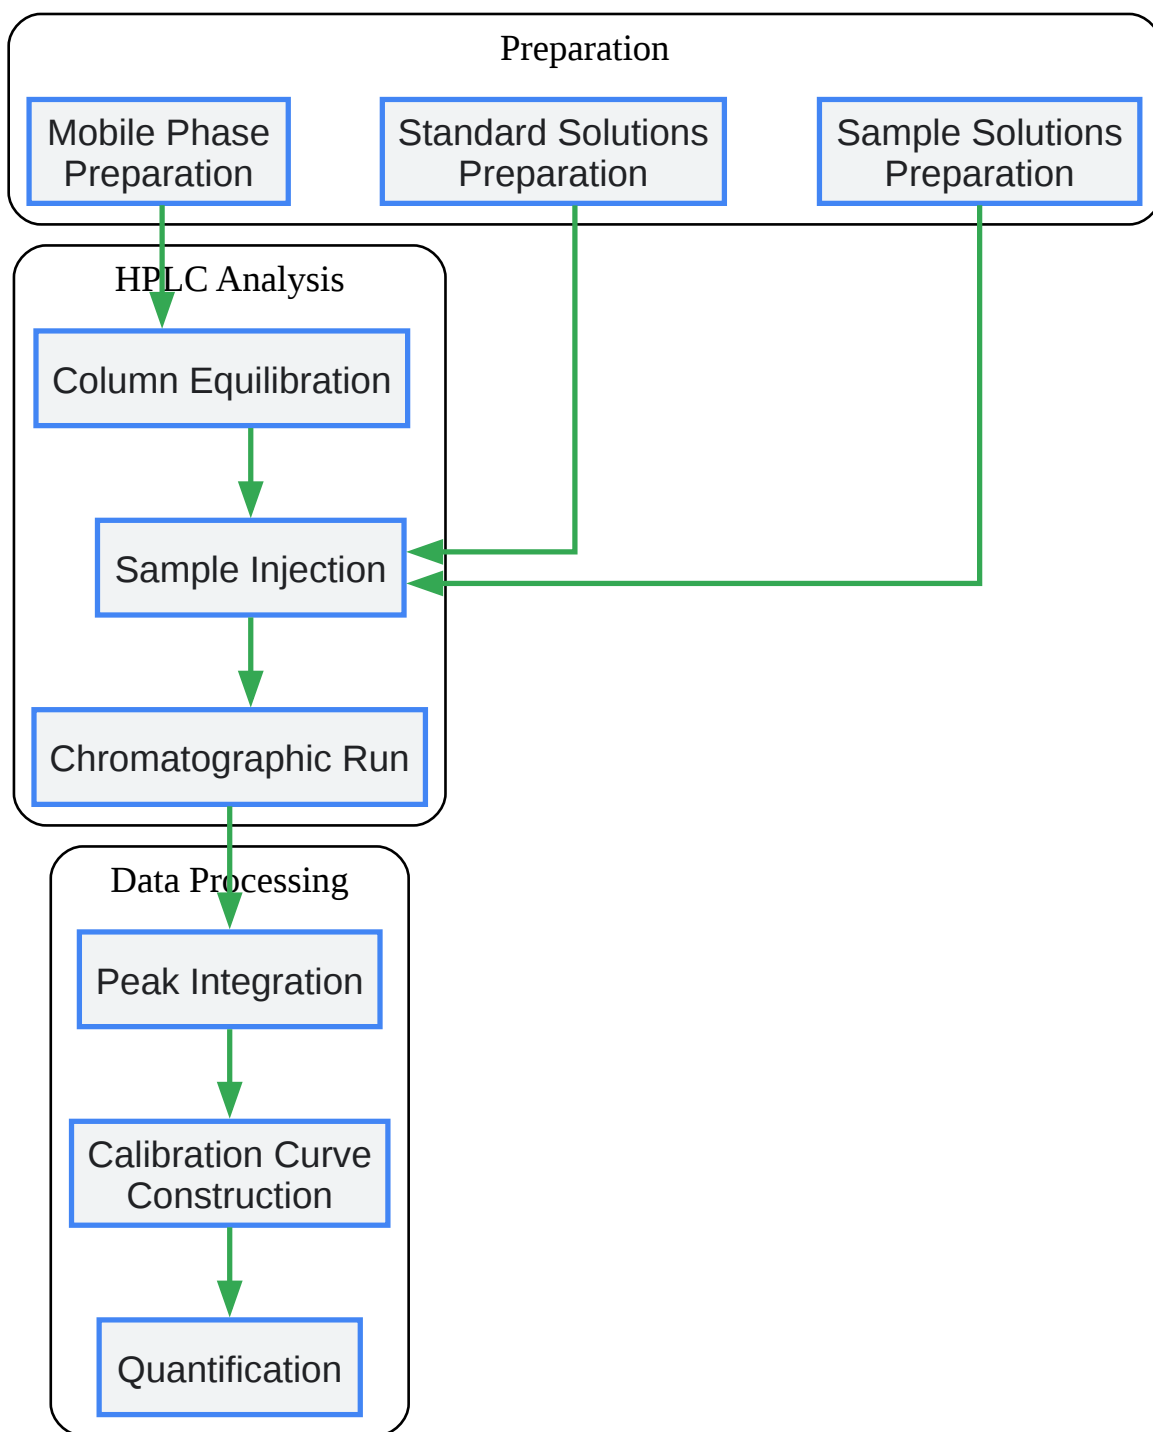 Preparation
Mobile Phase
Preparation
Standard Solutions
Preparation
Sample Solutions
Preparation
HPLC Analysis
Column Equilibration
Sample Injection
Chromatographic Run
Data Processing
Peak Integration
Calibration Curve
Construction
Quantification